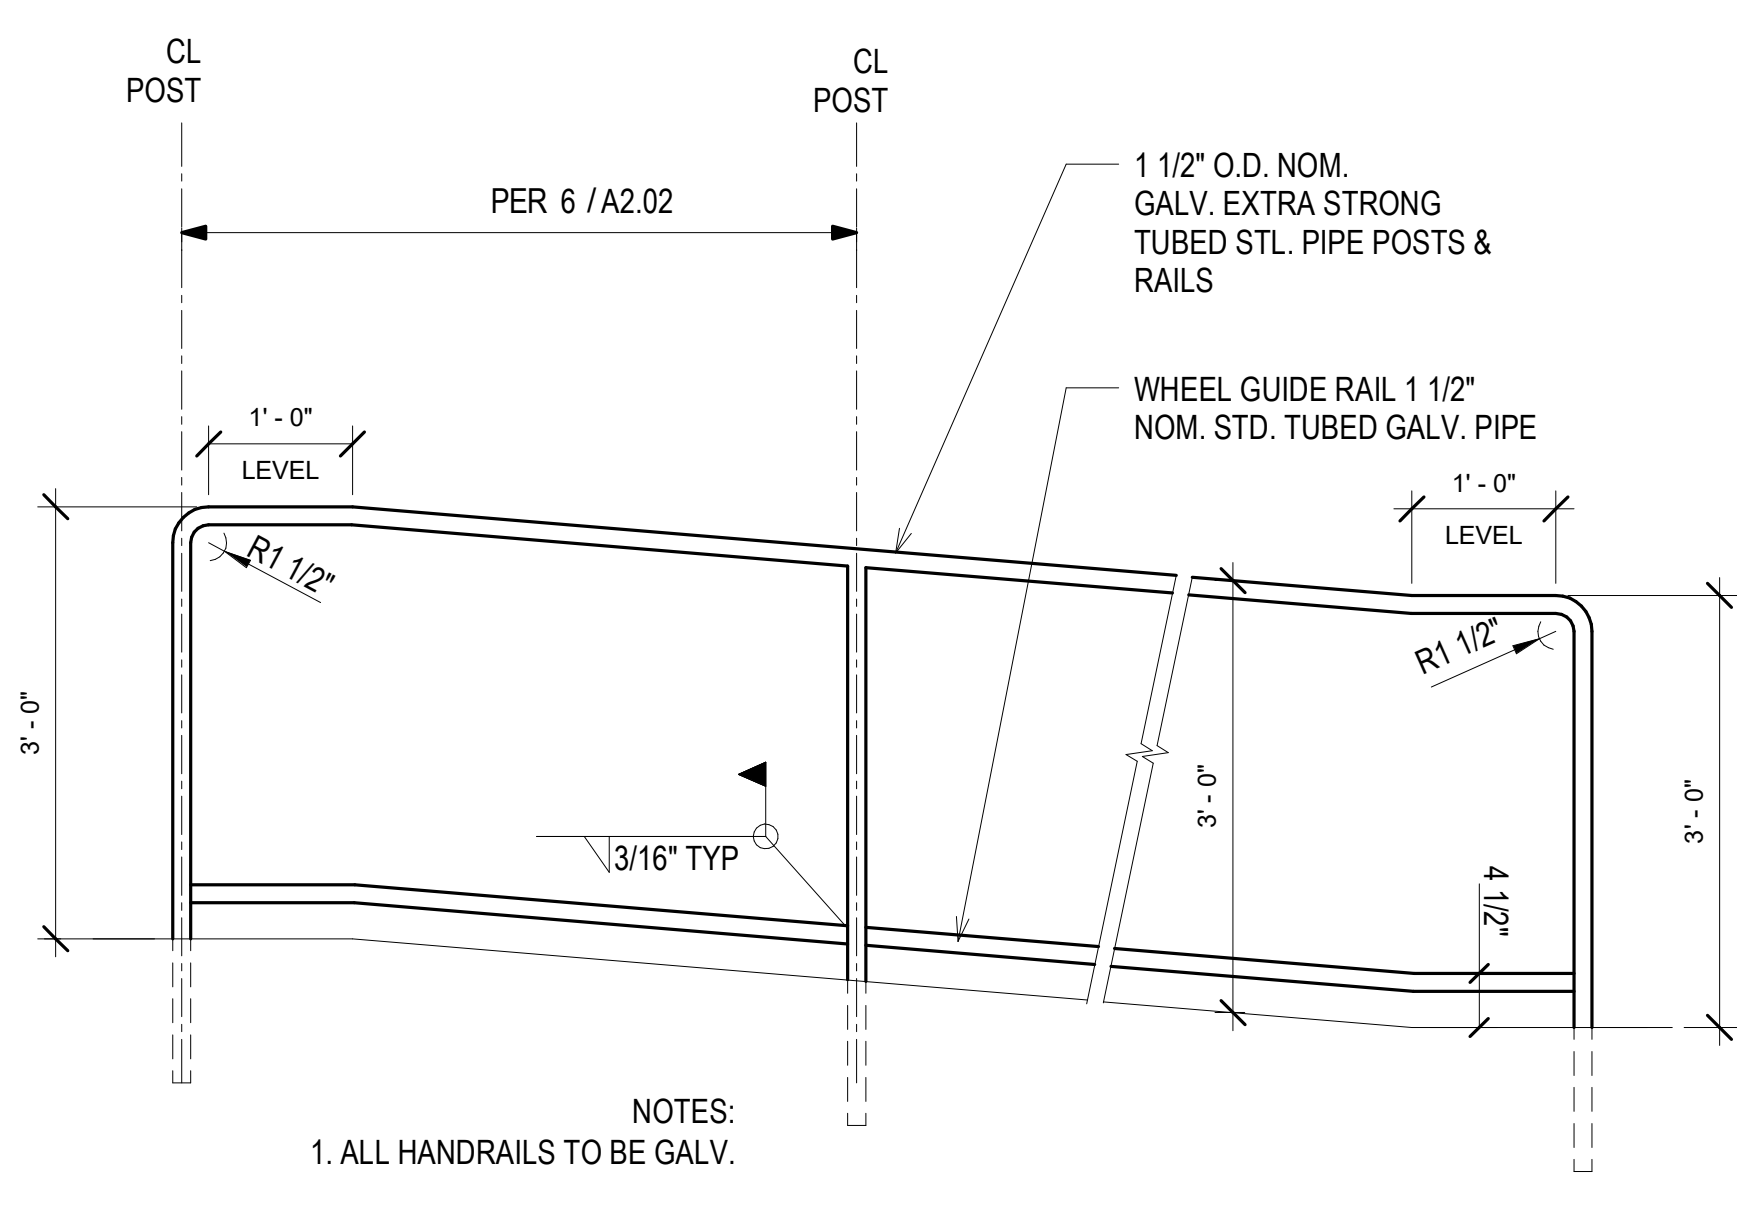 CL
POST
CL
POST
PER 6 / A2.02
1 1/2" O.D. NOM.
GALV. EXTRA STRONG
TUBED STL. PIPE POSTS &
RAILS
WHEEL GUIDE RAIL 1 1/2"
NOM. STD. TUBED GALV. PIPE
1' - 0"
LEVEL
1' - 0"
LEVEL
R1 1/2"
R1 1/2"
3' - 0"
3' - 0"
3' - 0"
3/16" TYP
4 1/2"
NOTES:
1. ALL HANDRAILS TO BE GALV.